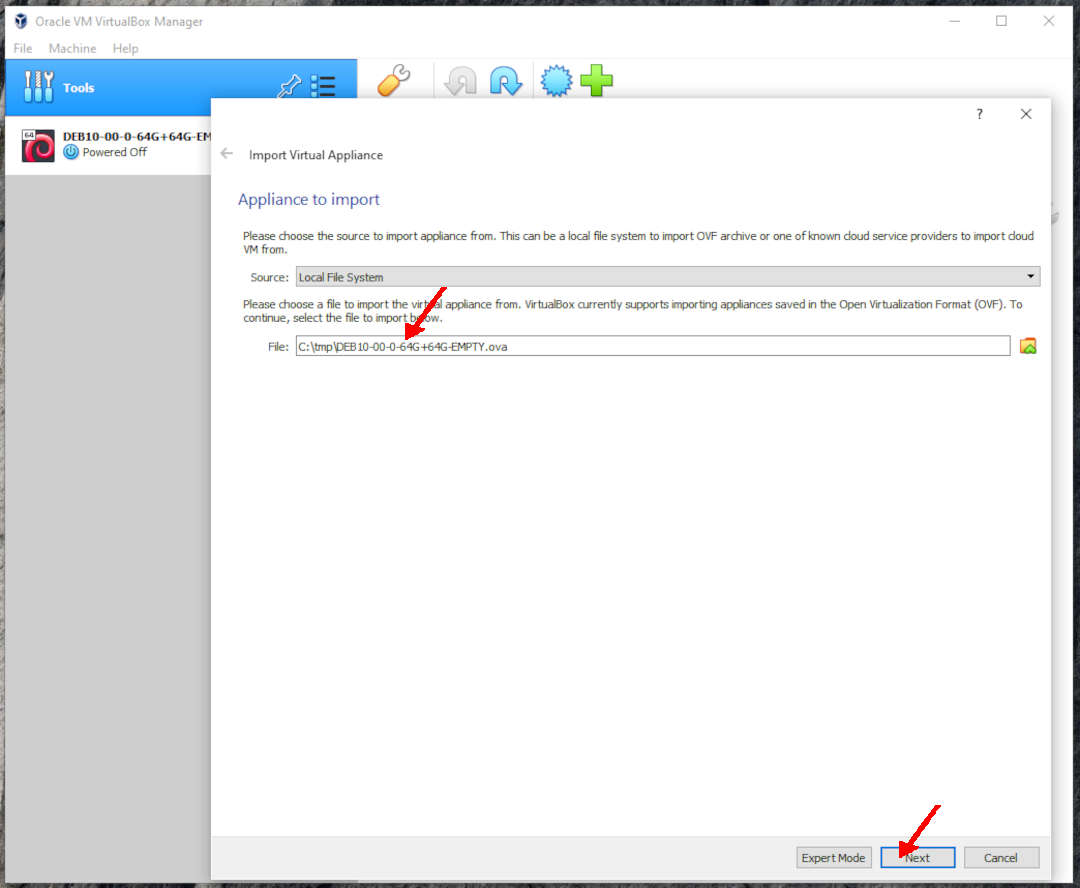 Oracle VM VirtualBox Manager
File Machine Help
Tools
64
DEB10-00-0-64G+64G-EM
Powered Off
?
Import Virtual Appliance
Appliance to import
Please choose the source to import appliance from. This can be a local file system to import OVF archive or one of known cloud service providers to import cloud
VM from.
Source: Local File System
Please choose a file to import the virtual appliance from. VirtualBox currently supports importing appliances saved in the Open Virtualization Format (OVF). To
continue, select the file to import below.
File: C:\tmp\DEB10-00-0-64G+64G-EMPTY.ova
Expert Mode Next Cancel